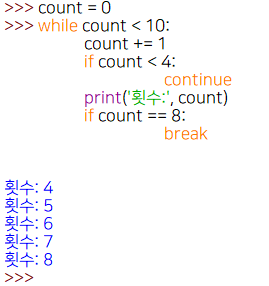 >>> count = 0
>>> while count < 10:
count += 1
if count < 4:
continue
print('횟수:', count)
if count == 8:
break
횟수: 4
횟수: 5
횟수: 6
횟수: 7
횟수: 8
>>>